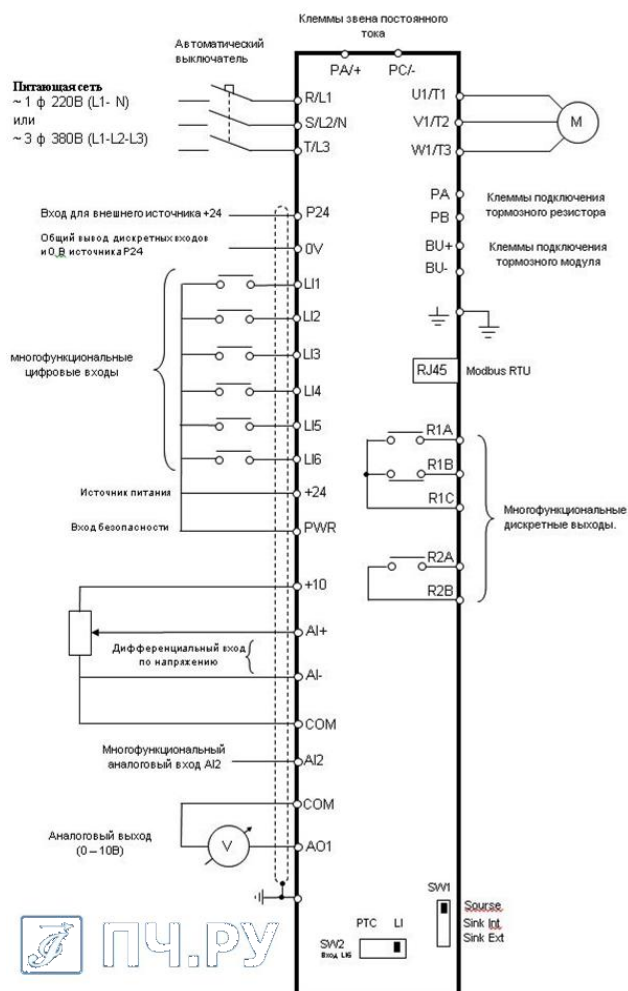 Клеммы звена постоянного
тока
Автоматический
выключатель
PA/+ PC/-
Питающая сеть
~ 1 ф 220В (L1- N)
или
~ 3 ф 380В (L1-L2-L3)
R/L1
S/L2/N
T/L3
U1/T1
V1/T2
W1/T3
M
PA
PB
Клеммы подключения
тормозного резистора
BU+
BU-
Клеммы подключения
тормозного модуля
Вход для внешнего источника +24
P24
Общий вывод дискретных входов
и 0 В источника P24
0V
многофункциональные
цифровые входы
LI1
LI2
LI3
LI4
LI5
LI6
RJ45 Modbus RTU
R1A
R1B
R1C
R2A
R2B
Многофункциональные
дискретные выходы.
Источник питания
+24
Вход безопасности
PWR
+10
AI+
Дифференциальный вход
по напряжению
AI-
COM
Многофункциональный
аналоговый вход AI2
AI2
COM
Аналоговый выход
(0 – 10В)
V
AO1
SW1
Sourse
Sink Int
Sink Ext
PTC LI
SW2
Вход LI6
ПЧ.РУ